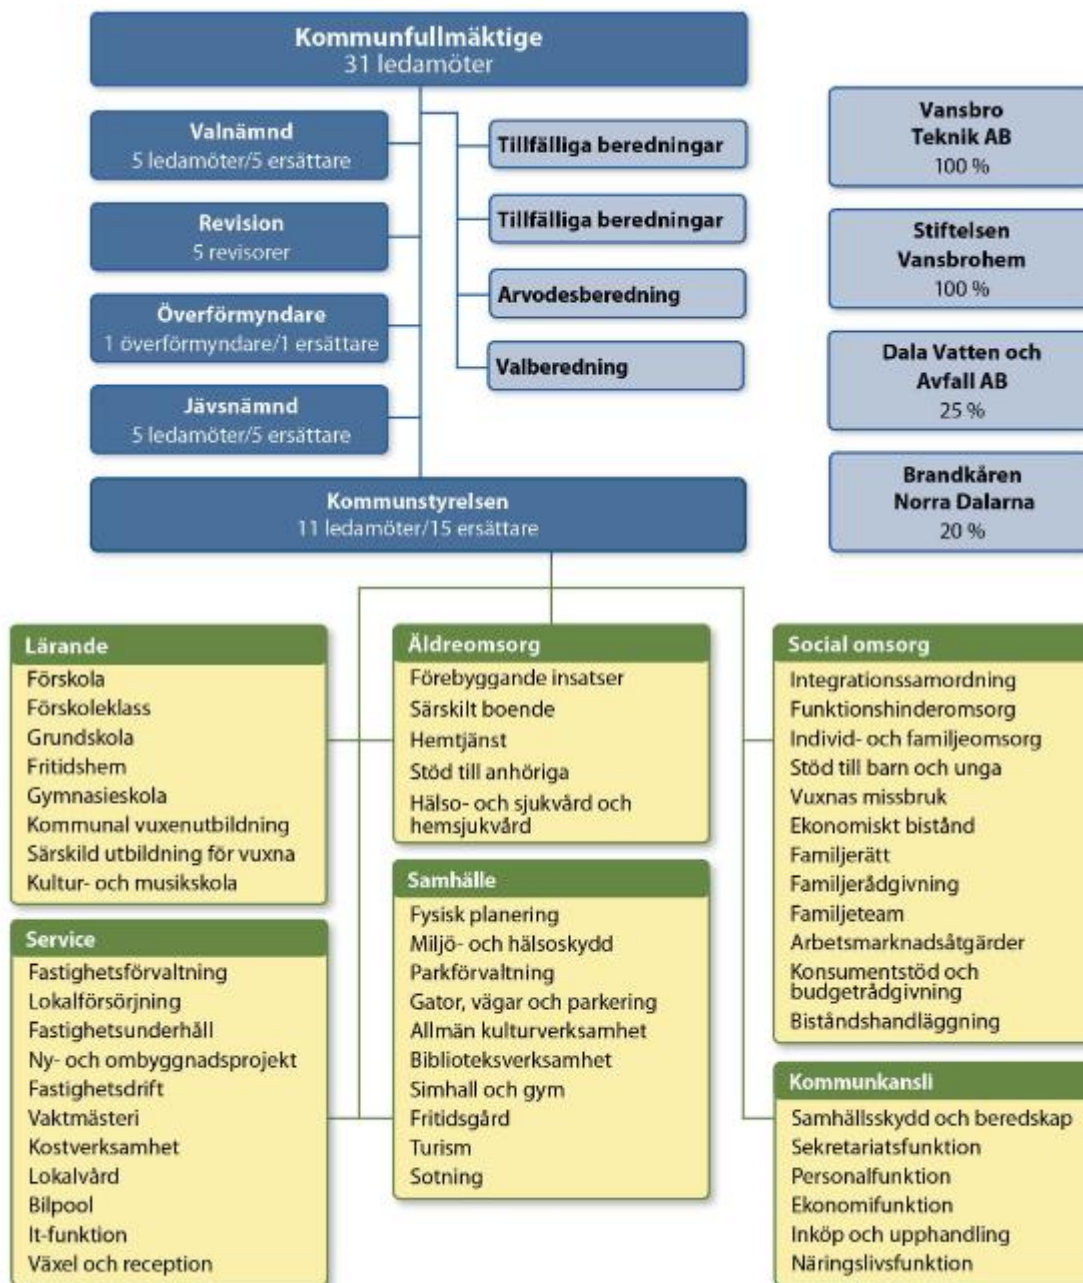 Kommunfullmäktige
31 ledamöter
Valnämnd
5 ledamöter/5 ersättare
Revision
5 revisorer
Överförmyndare
1 överförmyndare/1 ersättare
Jävsnämnd
5 ledamöter/5 ersättare
Tillfälliga beredningar
Tillfälliga beredningar
Arvodesberedning
Valberedning
Vansbro
Teknik AB
100 %
Stiftelsen
Vansbrohem
100 %
Dala Vatten och
Avfall AB
25 %
Brandkåren
Norra Dalarna
20 %
Kommunstyrelsen
11 ledamöter/15 ersättare
Lärande
Förskola
Förskoleklass
Grundskola
Fritidshem
Gymnasieskola
Kommunal vuxenutbildning
Särskild utbildning för vuxna
Kultur- och musikskola
Service
Fastighetsförvaltning
Lokalförsörjning
Fastighetsunderhåll
Ny- och ombyggnadsprojekt
Fastighetsdrift
Vaktmästeri
Kostverksamhet
Lokalvård
Bilpool
It-funktion
Växel och reception
Äldreomsorg
Förebyggande insatser
Särskilt boende
Hemtjänst
Stöd till anhöriga
Hälso- och sjukvård och
hemsjukvård
Samhälle
Fysisk planering
Miljö- och hälsoskydd
Parkförvaltning
Gator, vägar och parkering
Allmän kulturverksamhet
Biblioteksverksamhet
Simhall och gym
Fritidsgård
Turism
Sotning
Social omsorg
Integrationssamordning
Funktionshinderomsorg
Individ- och familjeomsorg
Stöd till barn och unga
Vuxnas missbruk
Ekonomiskt bistånd
Familjerätt
Familjerådgivning
Familjeteam
Arbetsmarknadsåtgärder
Konsumentstöd och
budgetrådgivning
Biståndshandläggning
Kommunkansli
Samhällsskydd och beredskap
Sekretariatsfunktion
Personalfunktion
Ekonomifunktion
Inköp och upphandling
Näringslivsfunktion